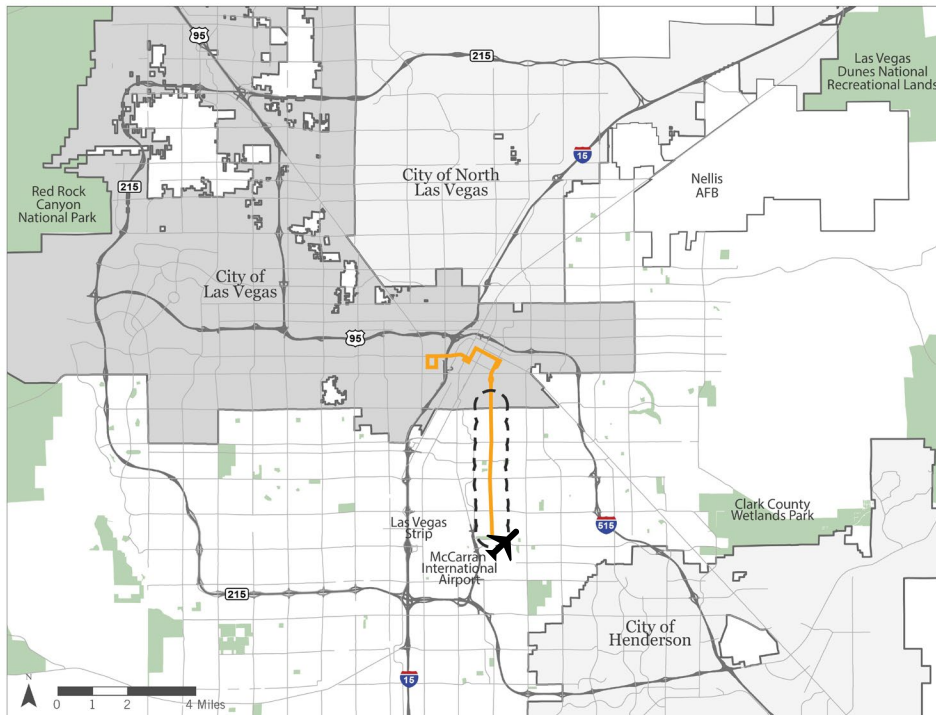 95
215
Las Vegas
Dunes National
Recreational Lands
15
City of North
Las Vegas
Nellis
AFB
215
Red Rock
Canyon
National Park
City of
Las Vegas
95
Las Vegas
Strip
515
Clark County
Wetlands Park
McCarran
International
Airport
215
City of
Henderson
15
N
0 1 2 4 Miles